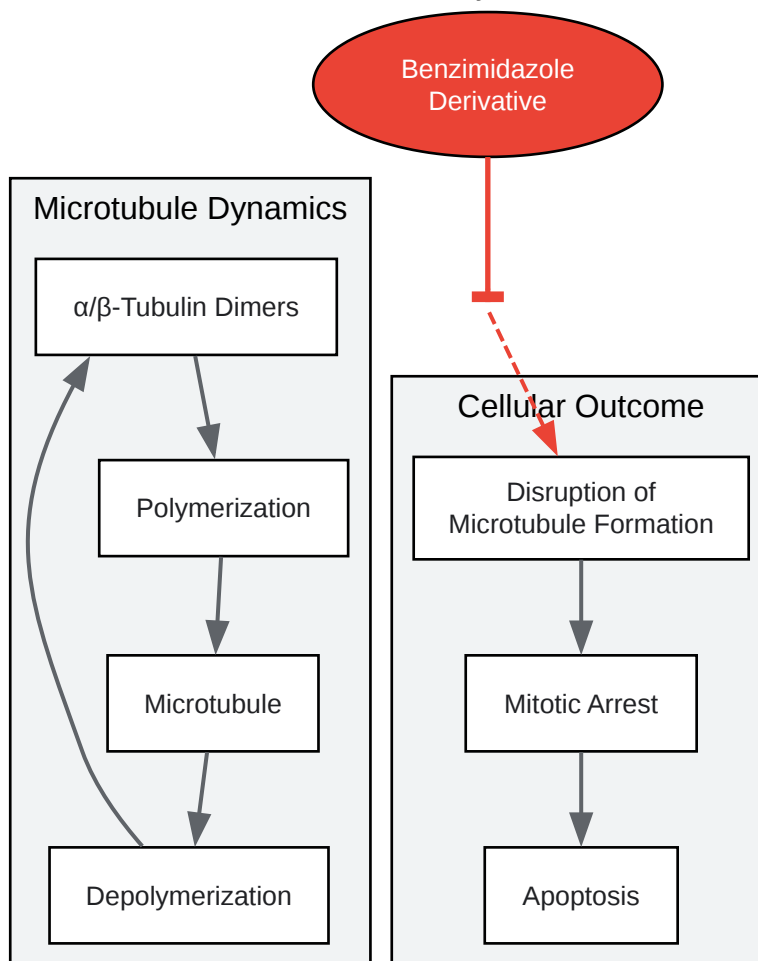 Benzimidazole
Derivative
Microtubule Dynamics
α/β-Tubulin Dimers
Polymerization
Microtubule
Depolymerization
Cellular Outcome
Disruption of
Microtubule Formation
Mitotic Arrest
Apoptosis